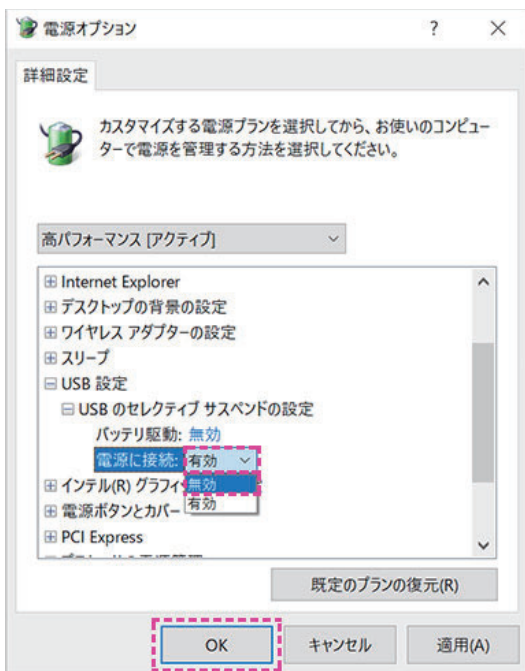 電源オプション
?
詳細設定
カスタマイズする電源プランを選択してから、お使いのコンピュー
ターで電源を管理する方法を選択してください。
高パフォーマンス [アクティブ]
Internet Explorer
デスクトップの背景の設定
ワイヤレス アダプターの設定
スリープ
USB 設定
USB のセレクティブ サスペンドの設定
バッテリ駆動: 無効
電源に接続: 有効
無効
有効
インテル(R) グラフィ
電源ボタンとカバー
PCI Express
既定のプランの復元(R)
OK キャンセル 適用(A)